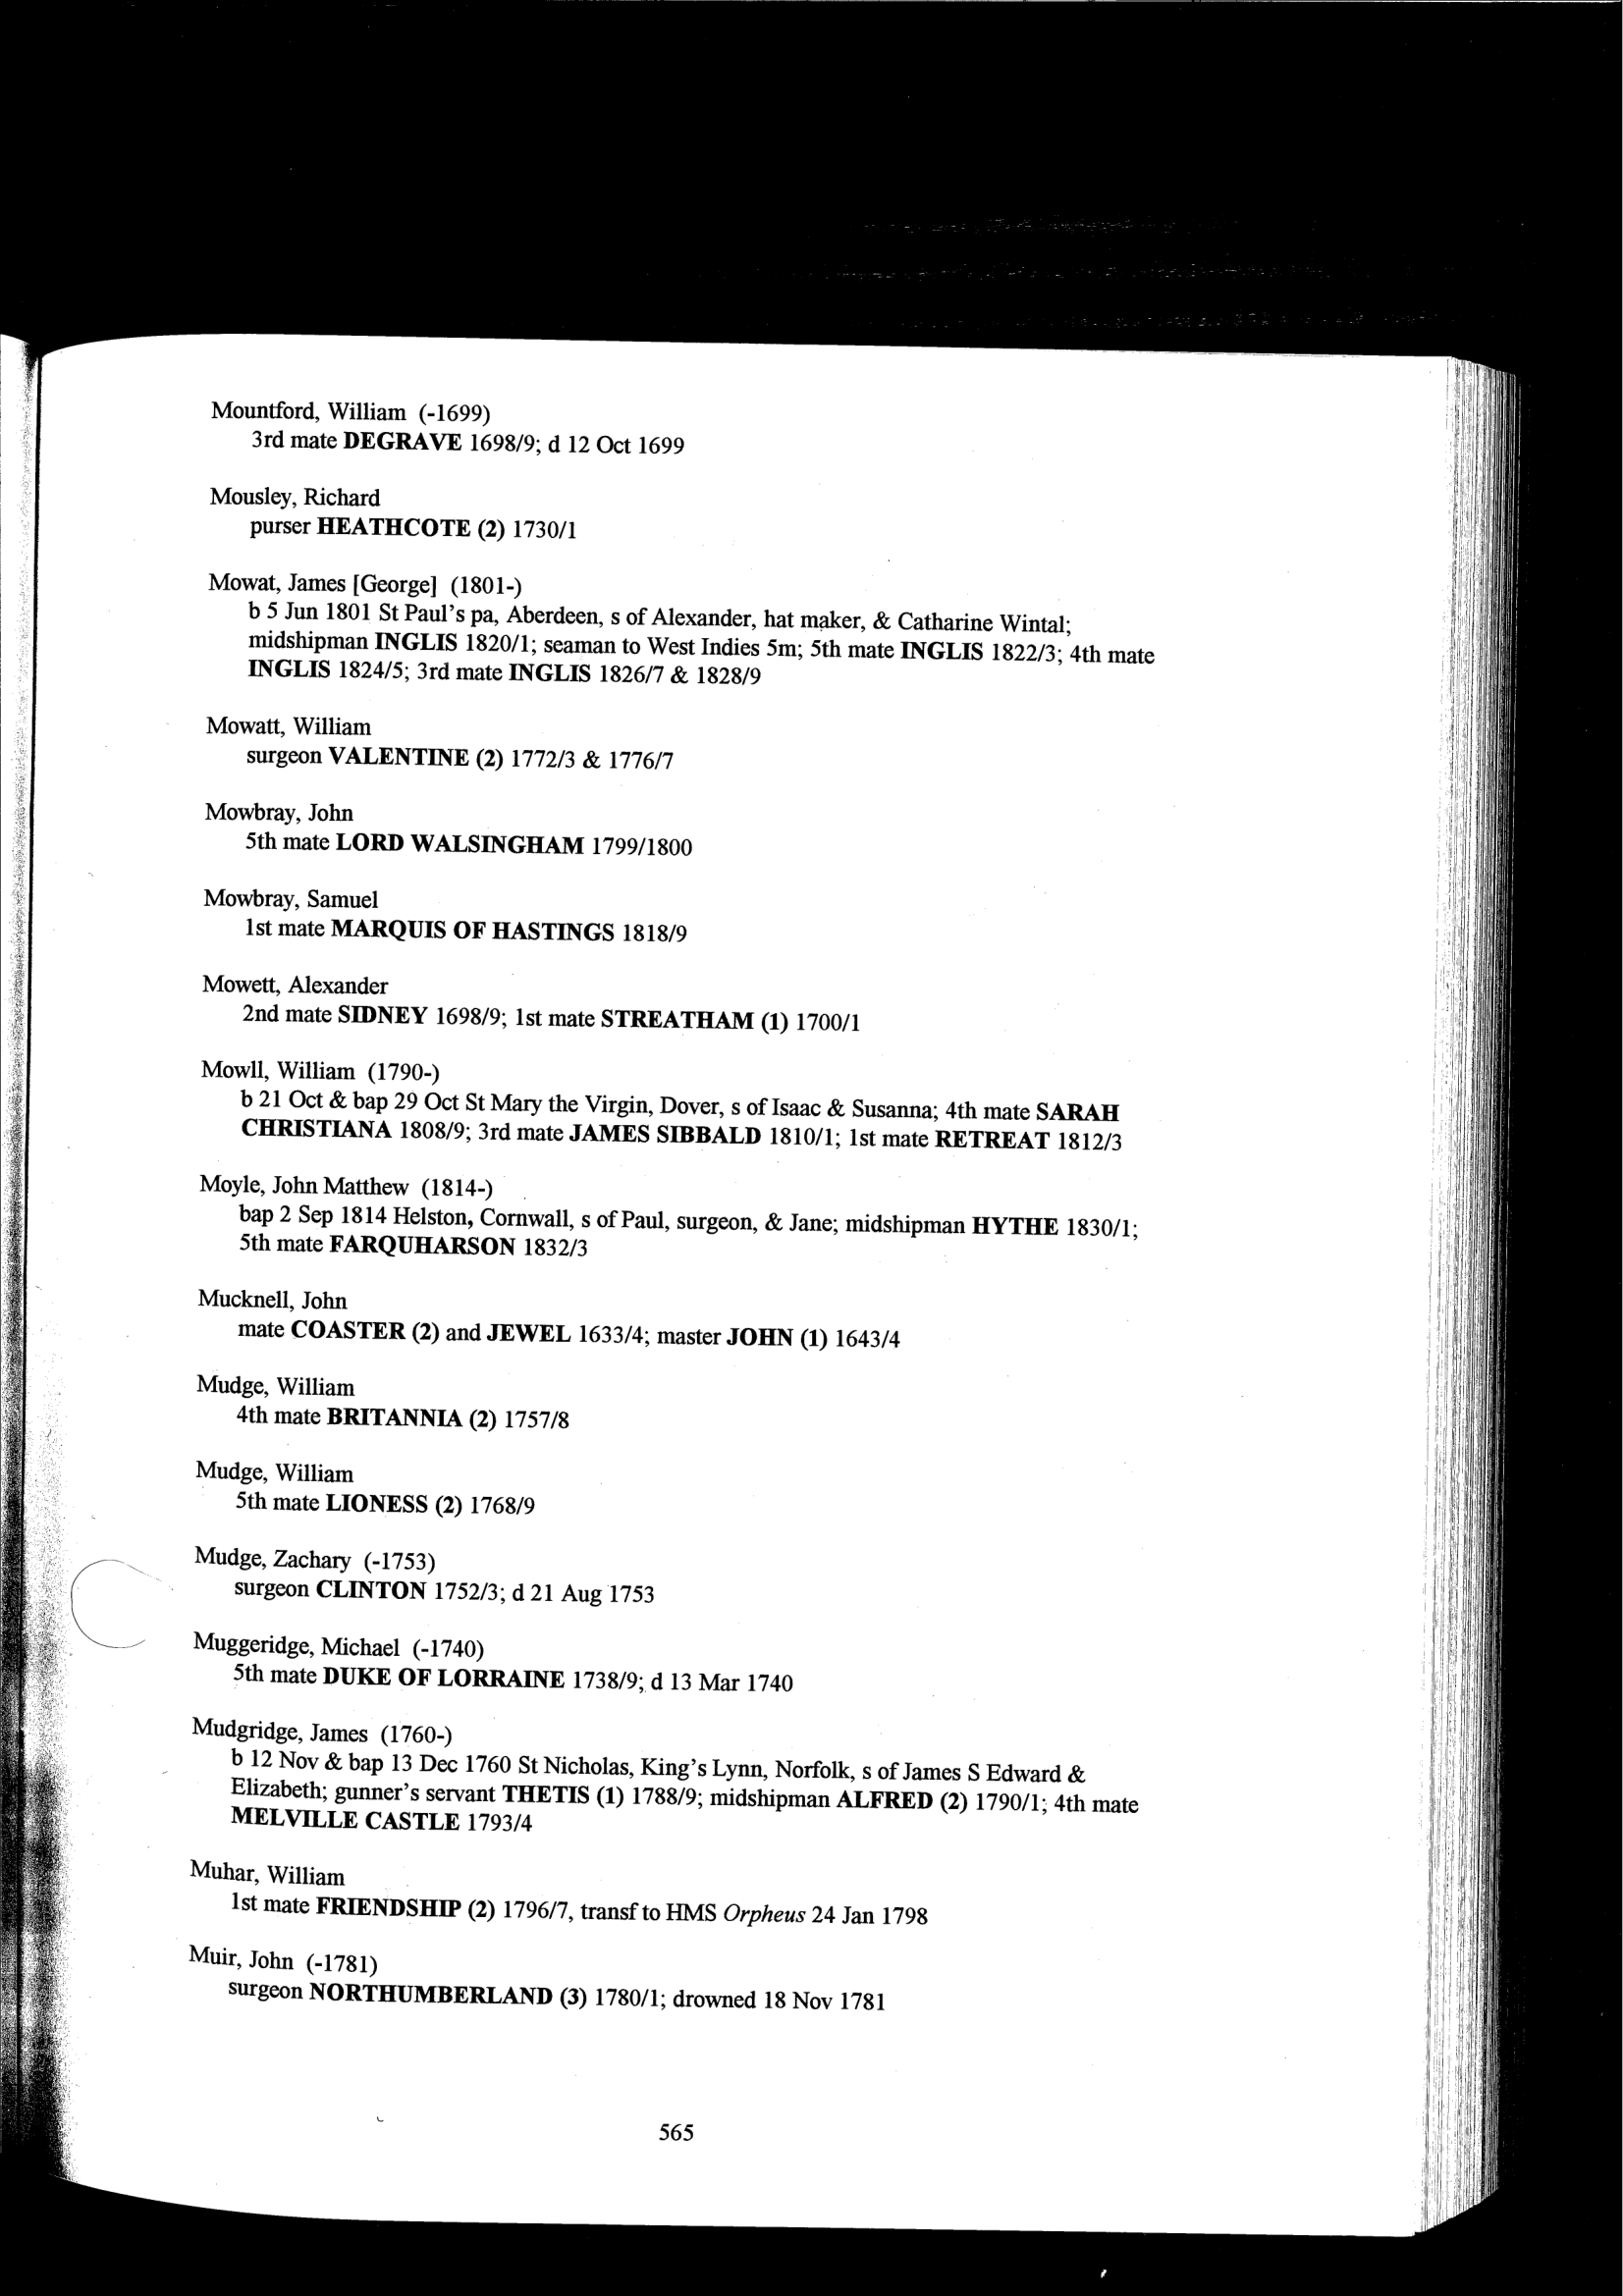 Mountford, William (-1699)
3rd mate DEGRAVE 1698/9; d 12 Oct 1699
Mousley, Richard
purser HEATHCOTE (2) 1730/1
Mowat, James [George] (1801-)
b 5 Jun 1801 St Paul's pa, Aberdeen, s of Alexander, hat maker, & Catharine Wintal;
midshipman INGLIS 1820/1; seaman to West Indies 5m; 5th mate INGLIS 1822/3; 4th mate
INGLIS 1824/5; 3rd mate INGLIS 1826/7 & 1828/9
Mowatt, William
surgeon VALENTINE (2) 1772/3 & 1776/7
Mowbray, John
5th mate LORD WALSINGHAM 1799/1800
Mowbray, Samuel
1st mate MARQUIS OF HASTINGS 1818/9
Mowett, Alexander
2nd mate SIDNEY 1698/9; 1st mate STREATHAM (1) 1700/1
Mowll, William (1790-)
b 21 Oct & bap 29 Oct St Mary the Virgin, Dover, s of Isaac & Susanna; 4th mate SARAH
CHRISTIANA 1808/9; 3rd mate JAMES SIBBALD 1810/1; 1st mate RETREAT 1812/3
Moyle, John Matthew (1814-)
bap 2 Sep 1814 Helston, Cornwall, s of Paul, surgeon, & Jane; midshipman HYTHE 1830/1;
5th mate FARQUHARSON 1832/3
Mucknell, John
mate COASTER (2) and JEWEL 1633/4; master JOHN (1) 1643/4
Mudge, William
4th mate BRITANNIA (2) 1757/8
Mudge, William
5th mate LIONESS (2) 1768/9
Mudge, Zachary (-1753)
surgeon CLINTON 1752/3; d 21 Aug 1753
Muggeridge, Michael (-1740)
5th mate DUKE OF LORRAINE 1738/9; d 13 Mar 1740
Mudgridge, James (1760-)
b 12 Nov & bap 13 Dec 1760 St Nicholas, King's Lynn, Norfolk, s of James S Edward &
Elizabeth; gunner's servant THETIS (1) 1788/9; midshipman ALFRED (2) 1790/1; 4th mate
MELVILLE CASTLE 1793/4
Muhar, William
1st mate FRIENDSHIP (2) 1796/7, transf to HMS Orpheus 24 Jan 1798
Muir, John (-1781)
surgeon NORTHUMBERLAND (3) 1780/1; drowned 18 Nov 1781
565